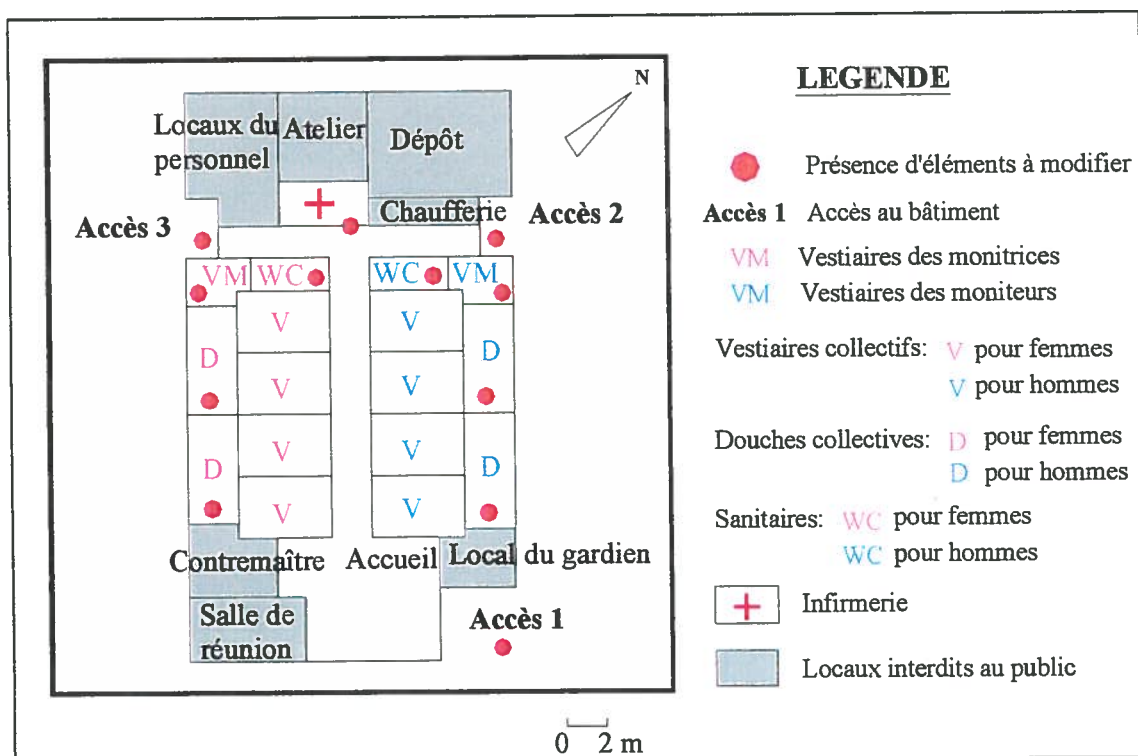 N
Locaux du
personnel
Atelier
Dépôt
Chaufferie
Accès 3
Accès 2
VM WC
WC VM
V
V
D
D
V
V
V
V
D
D
V
V
Contremaître
Accueil
Local du gardien
Salle de
réunion
Accès 1
0 2 m
LEGENDE
Présence d'éléments à modifier
Accès 1 Accès au bâtiment
VM Vestiaires des monitrices
VM Vestiaires des moniteurs
Vestiaires collectifs: V pour femmes
V pour hommes
Douches collectives: D pour femmes
D pour hommes
Sanitaires: WC pour femmes
WC pour hommes
Infirmerie
Locaux interdits au public